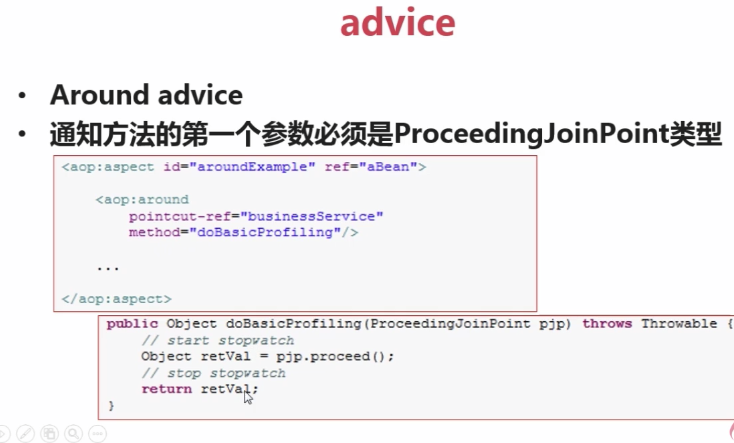 advice
• Around advice
• 通知方法的第一个参数必须是ProceedingJoinPoint类型
<aop:aspect id="aroundExample" ref="aBean">
<aop:around
pointcut-ref="businessService"
method="doBasicProfiling"/>
...
</aop:aspect>
public Object doBasicProfiling(ProceedingJoinPoint pjp) throws Throwable {
// start stopwatch
Object retVal = pjp.proceed();
// stop stopwatch
return retVal;
}